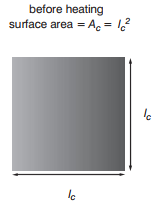 before heating
surface area = A_c = l_c^2
l_c
l_c